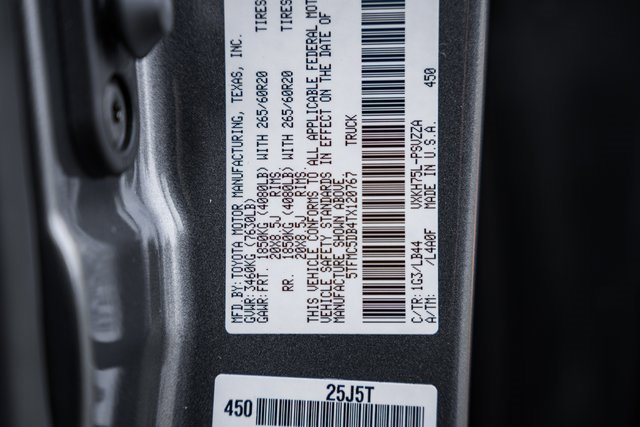 MFD.BY: TOYOTA MOTOR MANUFACTURING, TEXAS, INC.
GVWR: 3460KG (7630LB)
GAWR: FRT. 1850KG (4080LB) WITH 265/60R20 TIRES
20X8.5J RIMS,
RR. 1850KG (4080LB) WITH 265/60R20 TIRES
20X8.5J RIMS,
THIS VEHICLE CONFORMS TO ALL APPLICABLE FEDERAL MOT
VEHICLE SAFETY STANDARDS IN EFFECT ON THE DATE OF
MANUFACTURE SHOWN ABOVE.
5TFMC5DB4TX120767 TRUCK
C/TR: 1G3/LB44 VXKH75L-PSVZZA 450
A/TM: /L4A0F MADE IN U.S.A.
25J5T
450